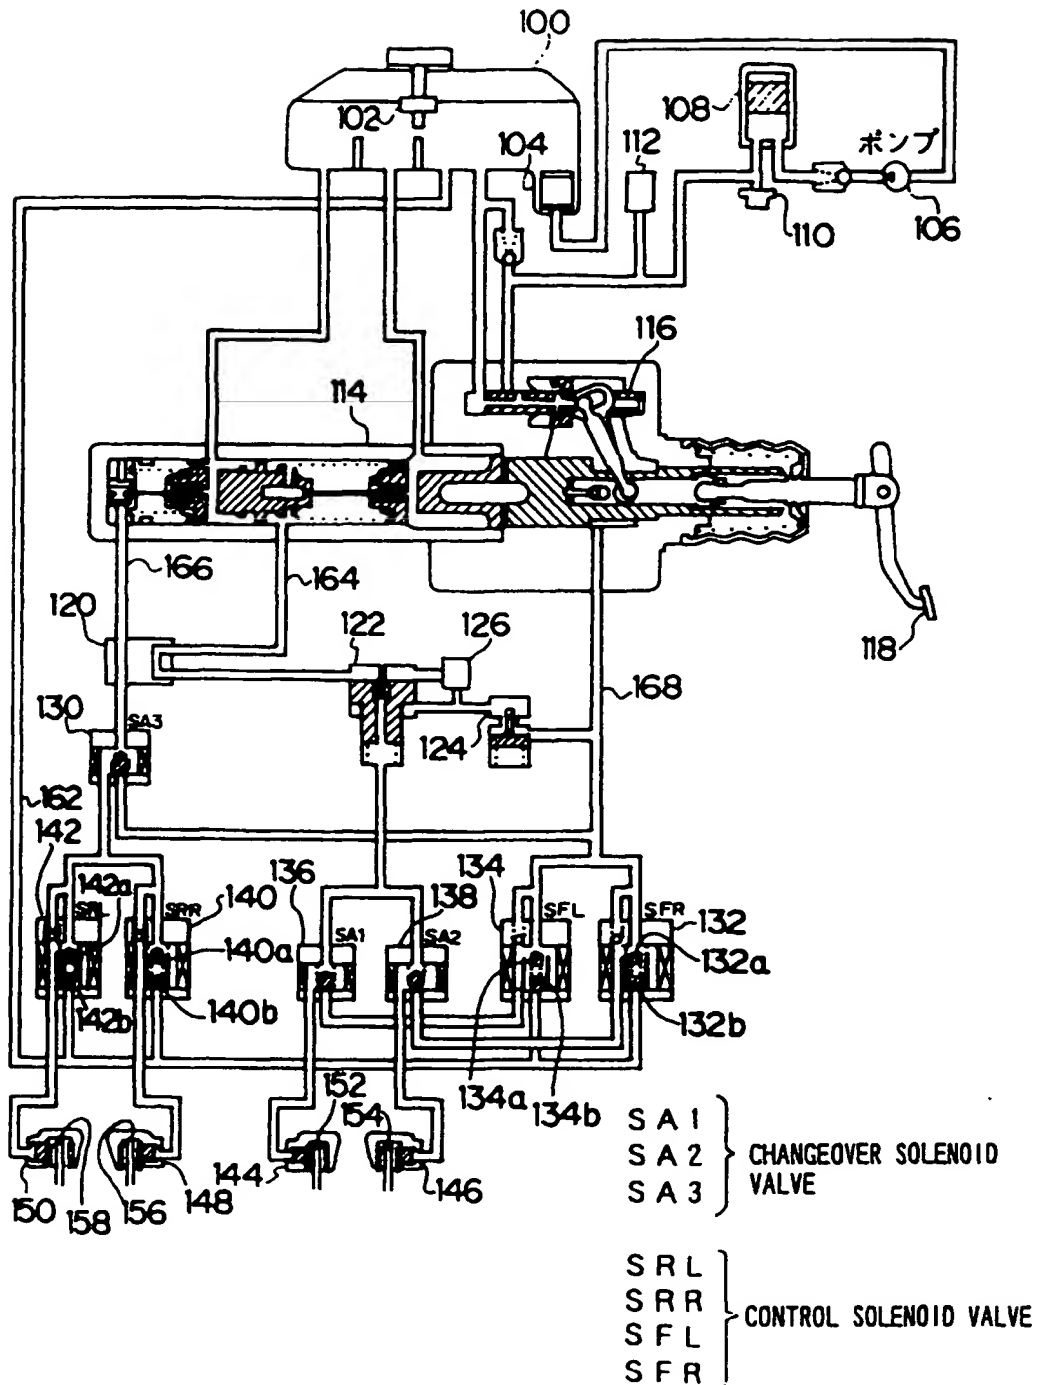 100
102
104
108
112
ポンプ
110
106
116
114
166
164
120
122
126
118
168
130
SA3
124
162
142
142a
SRL
SRR
140
136
138
134
SFL
SFR
132
SA1
SA2
140a
132a
142b
140b
132b
134a
134b
152
154
150
158
156
148
144
146
SA1
SA2
SA3
CHANGEOVER SOLENOID
VALVE
SRL
SRR
SFL
SFR
CONTROL SOLENOID VALVE